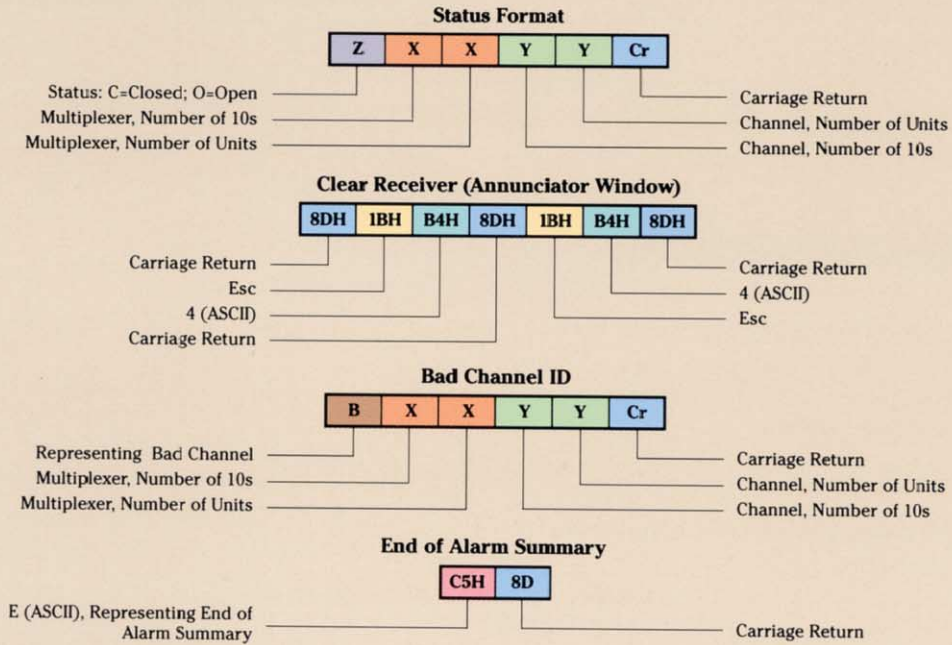 Status Format
Z X X Y Y Cr
Status: C=Closed; O=Open
Multiplexer, Number of 10s
Multiplexer, Number of Units
Carriage Return
Channel, Number of Units
Channel, Number of 10s
Clear Receiver (Annunciator Window)
8DH 1BH B4H 8DH 1BH B4H 8DH
Carriage Return
Esc
4 (ASCII)
Carriage Return
Carriage Return
4 (ASCII)
Esc
Bad Channel ID
B X X Y Y Cr
Representing Bad Channel
Multiplexer, Number of 10s
Multiplexer, Number of Units
Carriage Return
Channel, Number of Units
Channel, Number of 10s
End of Alarm Summary
C5H 8D
E (ASCII), Representing End of
Alarm Summary
Carriage Return